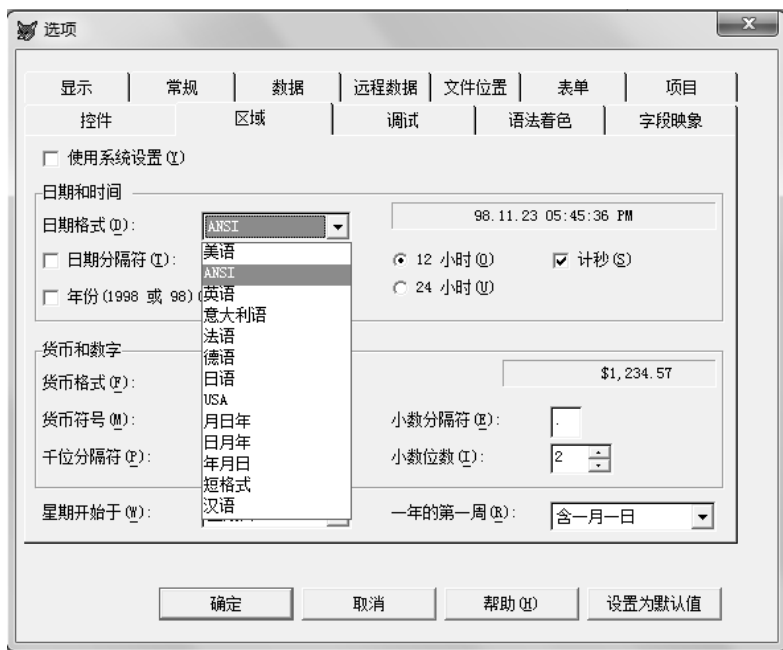 选项
显示 常规 数据 远程数据 文件位置 表单 项目
控件 区域 调试 语法着色 字段映象
使用系统设置(Y)
日期和时间
日期格式(D): ANSI 98.11.23 05:45:36 PM
美语
日期分隔符(T): 12 小时(O) 计秒(S)
ANSI
年份(1998 或 98)( 英语 24 小时(U)
意大利语
法语
货币和数字
德语
货币格式(F): 日语 $1,234.57
USA
货币符号(M): 月日年 小数分隔符(E): .
日月年
千位分隔符(P): 年月日 小数位数(I): 2
短格式
星期开始于(W): 汉语 一年的第一周(R): 含一月一日
确定 取消 帮助(H) 设置为默认值